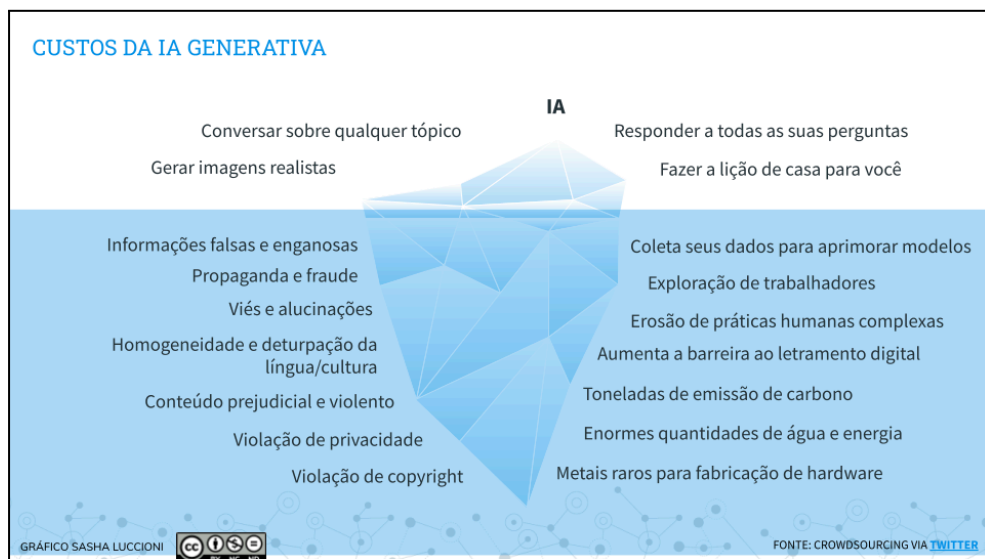 CUSTOS DA IA GENERATIVA
IA
Conversar sobre qualquer tópico
Responder a todas as suas perguntas
Gerar imagens realistas
Fazer a lição de casa para você
Informações falsas e enganosas
Propaganda e fraude
Viés e alucinações
Homogeneidade e deturpação da
língua/cultura
Conteúdo prejudicial e violento
Violação de privacidade
Violação de copyright
Coleta seus dados para aprimorar modelos
Exploração de trabalhadores
Erosão de práticas humanas complexas
Aumenta a barreira ao letramento digital
Toneladas de emissão de carbono
Enormes quantidades de água e energia
Metais raros para fabricação de hardware
GRÁFICO SASHA LUCCIONI
cc
FONTE: CROWDSOURCING VIA TWITTER